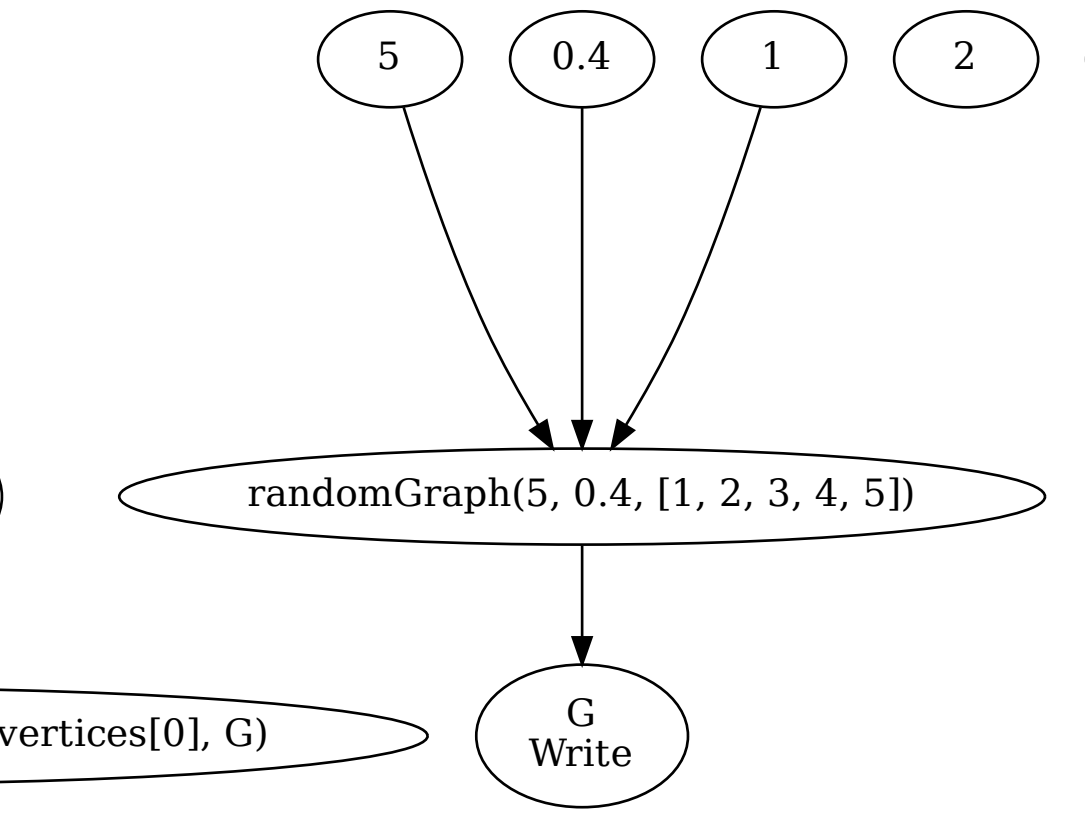 5
0.4
1
2
randomGraph(5, 0.4, [1, 2, 3, 4, 5])
vertices[0], G)
G
Write